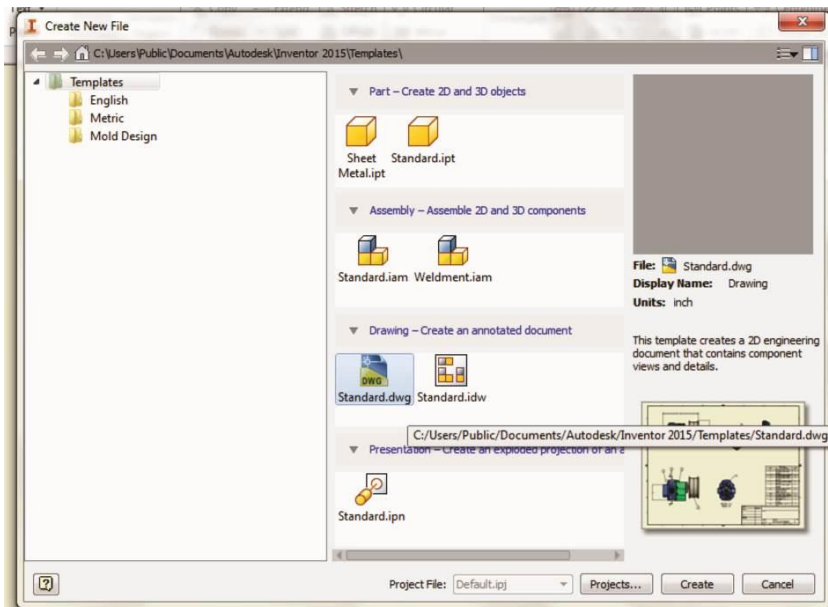 Create New File
C:\Users\Public\Documents\Autodesk\Inventor 2015\Templates\
Templates
English
Metric
Mold Design
Part – Create 2D and 3D objects
Sheet Metal.ipt
Standard.ipt
Assembly – Assemble 2D and 3D components
Standard.iam
Weldment.iam
Drawing – Create an annotated document
DWG
Standard.dwg
Standard.idw
C:/Users/Public/Documents/Autodesk/Inventor 2015/Templates/Standard.dwg
Presentation – Create an exploded projection of an a
Standard.ipn
File: Standard.dwg
Display Name: Drawing
Units: inch
This template creates a 2D engineering
document that contains component
views and details.
Project File: Default.ipj
Projects...
Create
Cancel